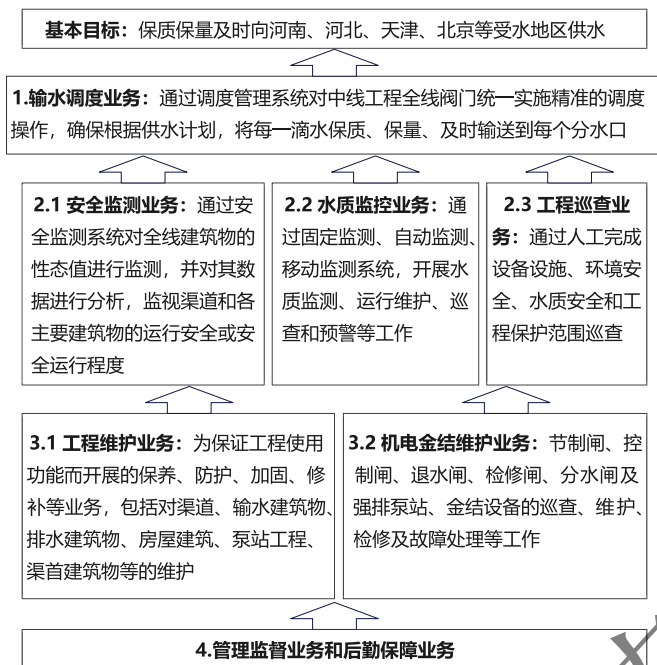 基本目标：保质保量及时向河南、河北、天津、北京等受水地区供水
1.输水调度业务：通过调度管理系统对中线工程全线阀门统一实施精准的调度
操作，确保根据供水计划，将每一滴水保质、保量、及时输送到每个分水口
2.1 安全监测业务：通过安
全监测系统对全线建筑物的
性态值进行监测，并对其数
据进行分析，监视渠道和各
主要建筑物的运行安全或安
全运行程度
2.2 水质监控业务：通
过固定监测、自动监测、
移动监测系统，开展水
质监测、运行维护、巡
查和预警等工作
2.3 工程巡查业
务：通过人工完成
设备设施、环境安
全、水质安全和工
程保护范围巡查
3.1 工程维护业务：为保证工程使用
功能而开展的保养、防护、加固、修
补等业务，包括对渠道、输水建筑物、
排水建筑物、房屋建筑、泵站工程、
渠首建筑物等的维护
3.2 机电金结维护业务：节制闸、控
制闸、退水闸、检修闸、分水闸及
强排泵站、金结设备的巡查、维护、
检修及故障处理等工作
4.管理监督业务和后勤保障业务